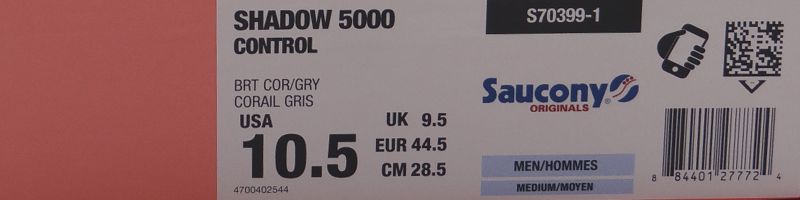 SHADOW 5000
CONTROL
S70399-1
BRT COR/GRY
CORAIL GRIS
USA
10.5
UK 9.5
EUR 44.5
CM 28.5
4700402544
Saucony®
ORIGINALS
MEN/HOMMES
MEDIUM/MOYEN
8 84401 27772 4